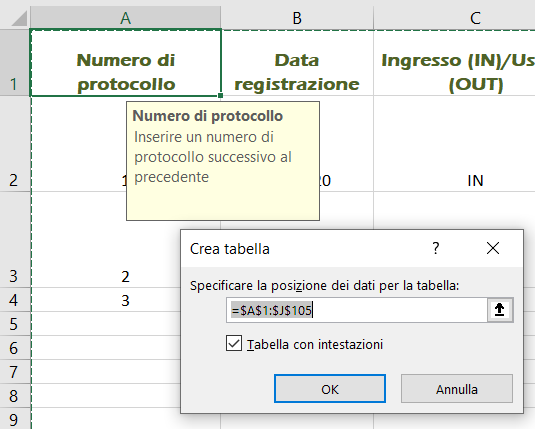 A B C
1 Numero di protocollo Data registrazione Ingresso (IN)/Us (OUT)
Numero di protocollo
Inserire un numero di
protocollo successivo al
precedente
2 1 20 IN
Crea tabella ? ×
Specificare la posizione dei dati per la tabella:
=$A$1:$J$105
Tabella con intestazioni
OK Annulla
3 2
4 3
5
6
7
8
9